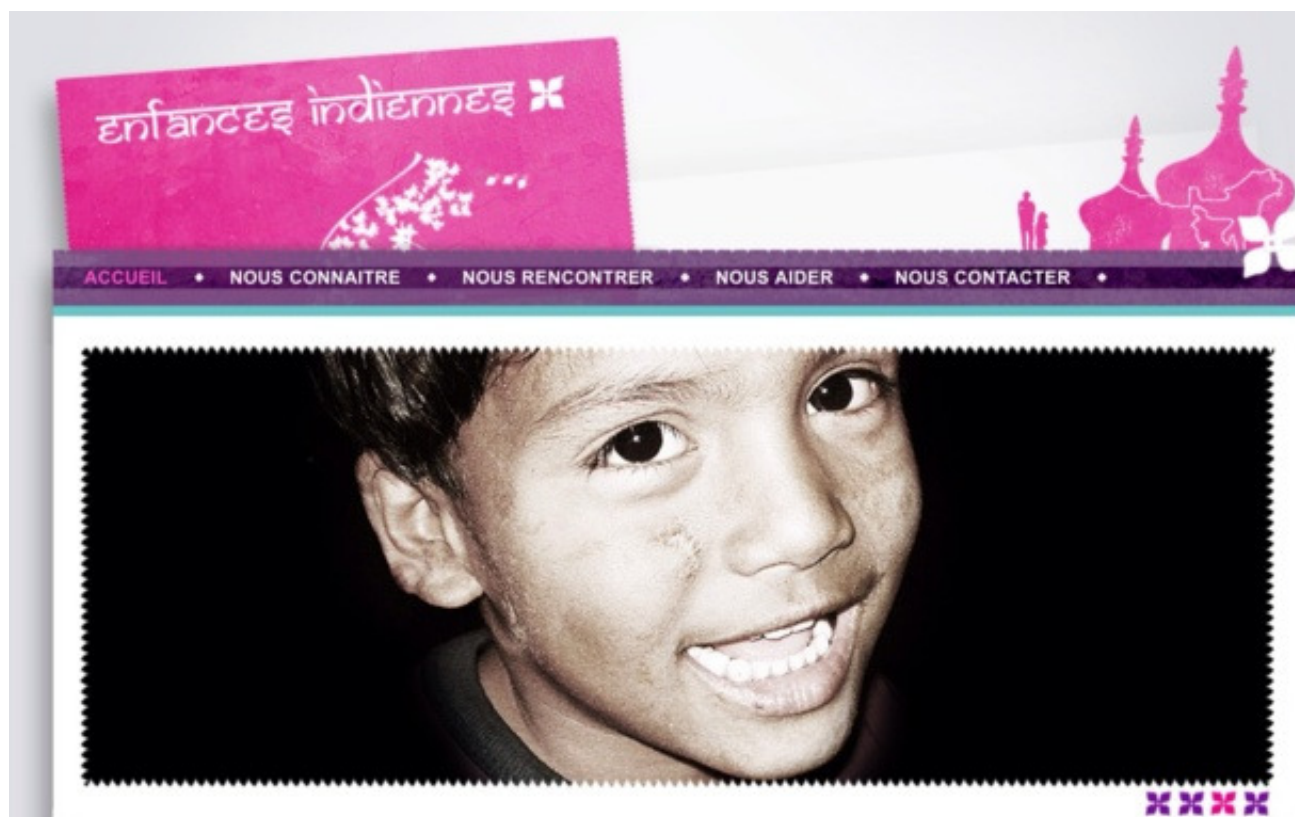 enfances indiennes
ACCUEIL • NOUS CONNAITRE • NOUS RENCONTRER • NOUS AIDER • NOUS CONTACTER •